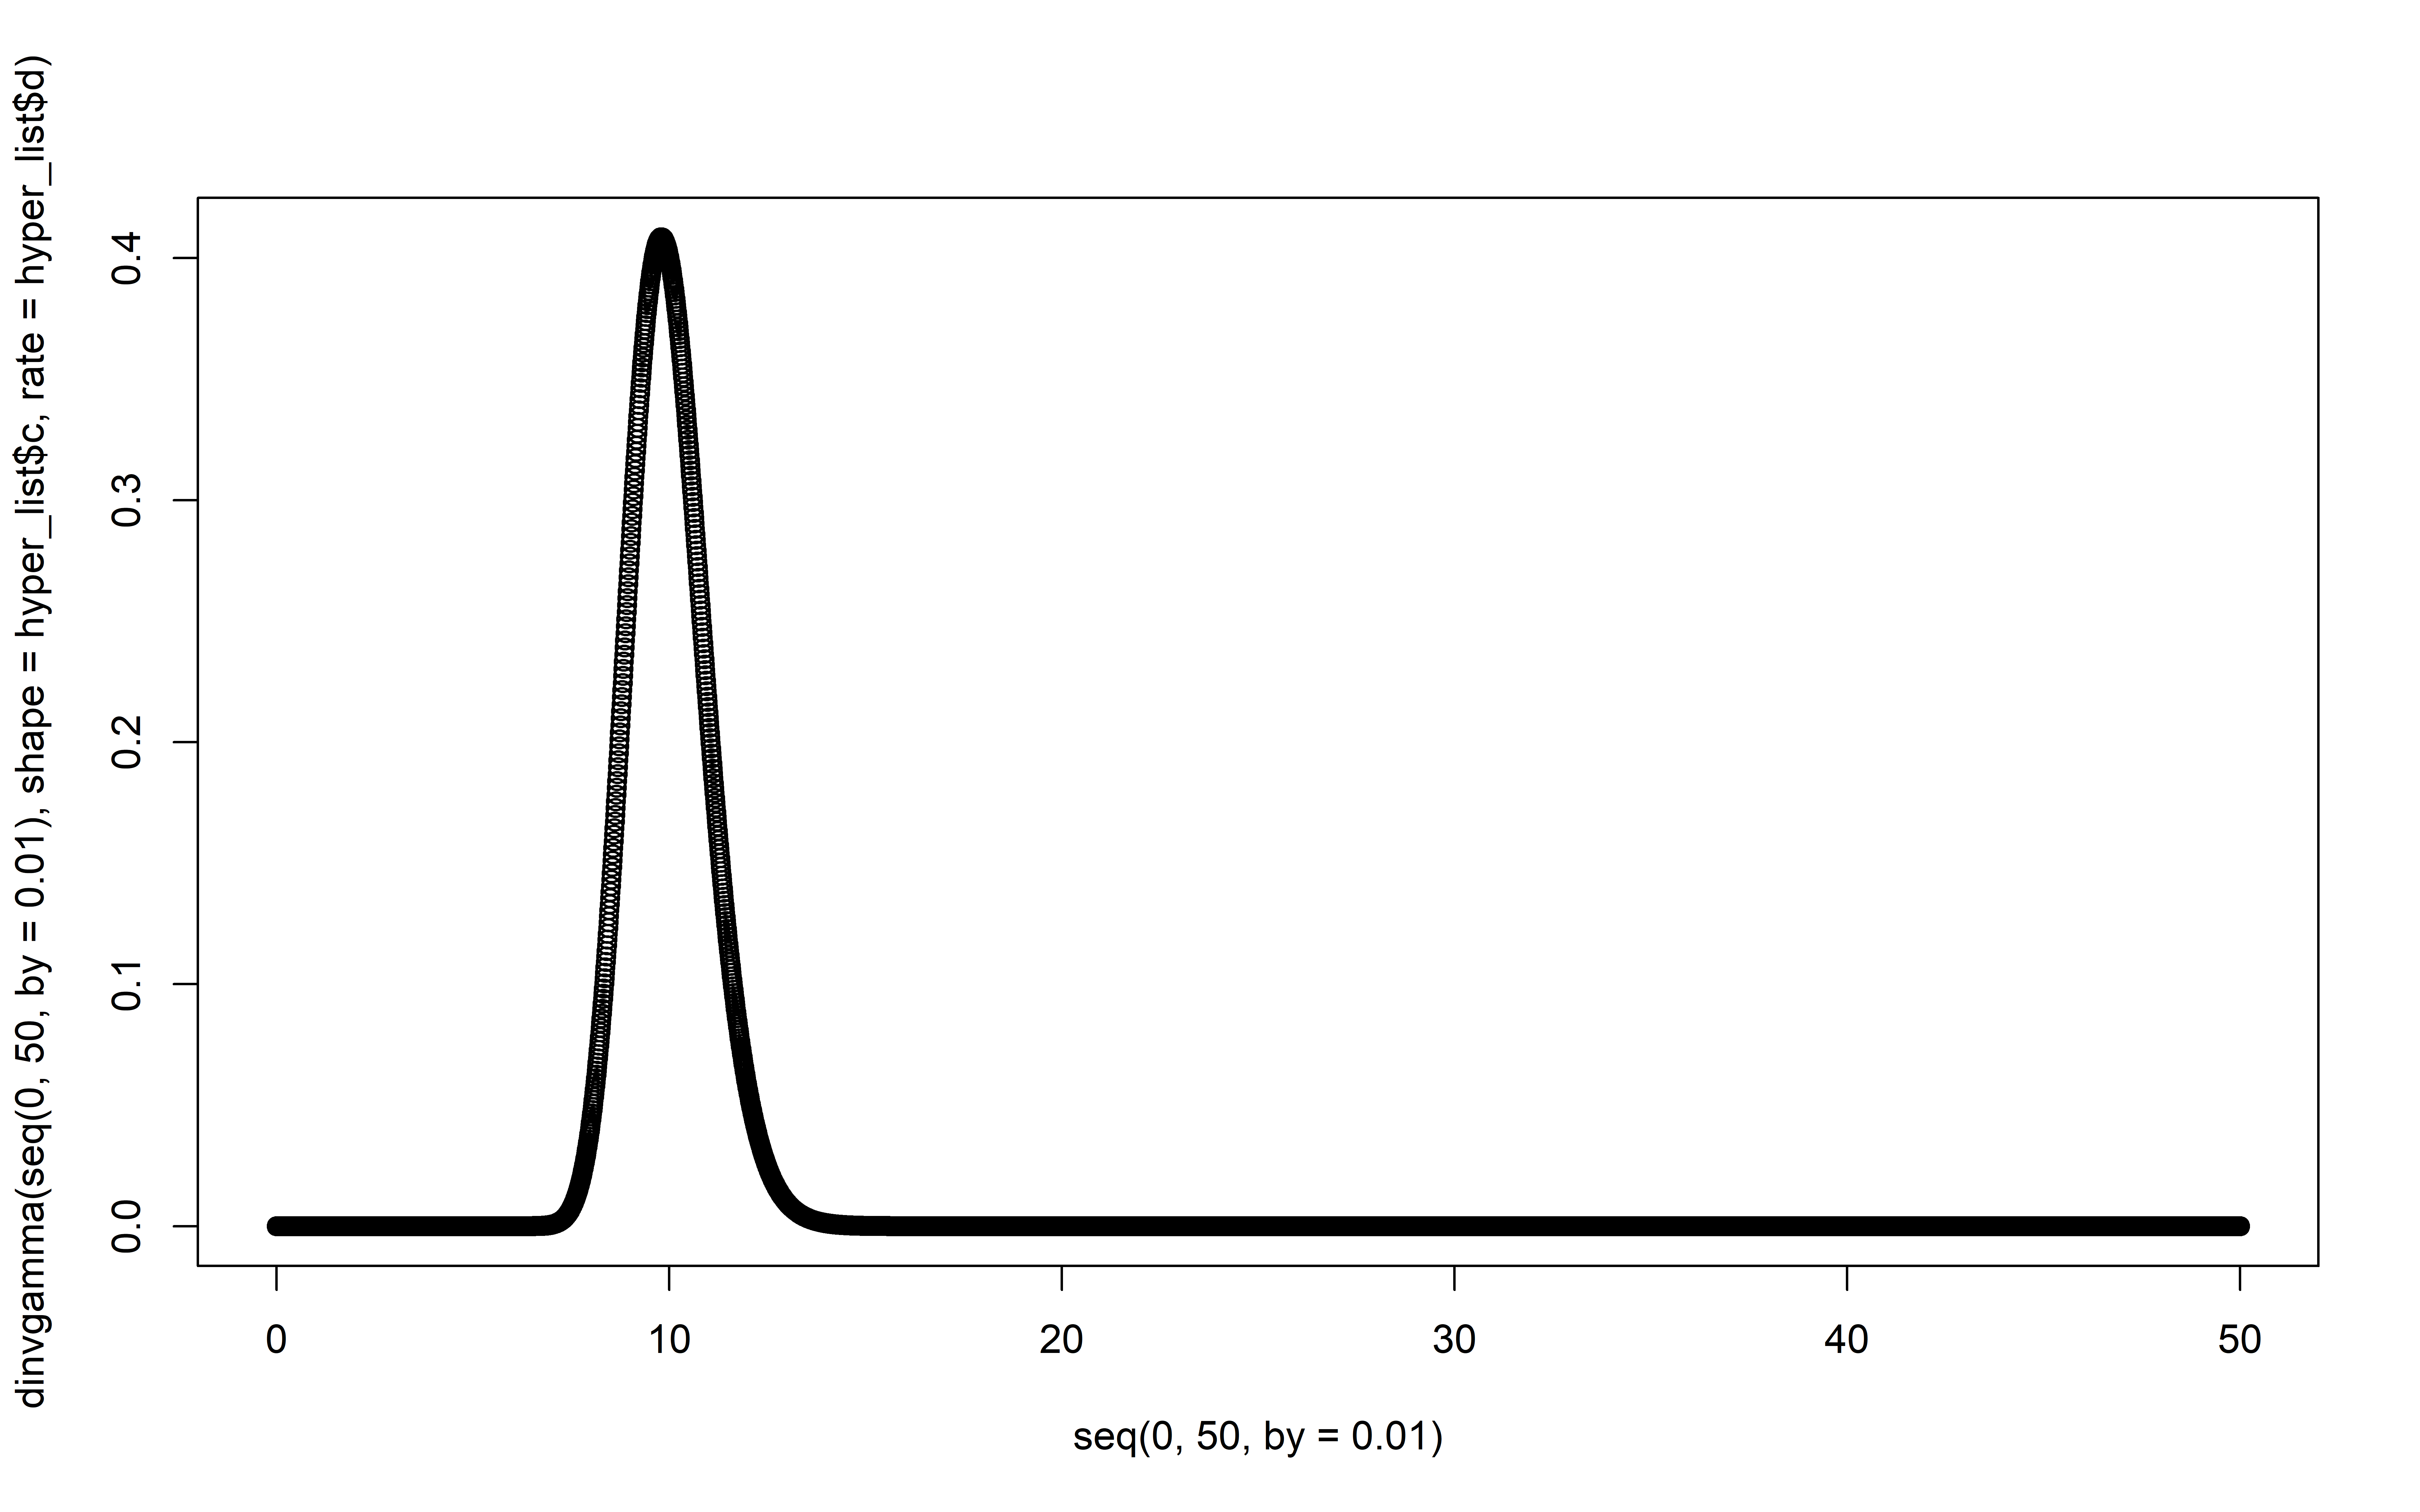 dinvgamma(seq(0, 50, by = 0.01), shape = hyper_list$c, rate = hyper_list$d)
0.4
0.3
0.2
0.1
0.0
0 10 20 30 40 50
seq(0, 50, by = 0.01)